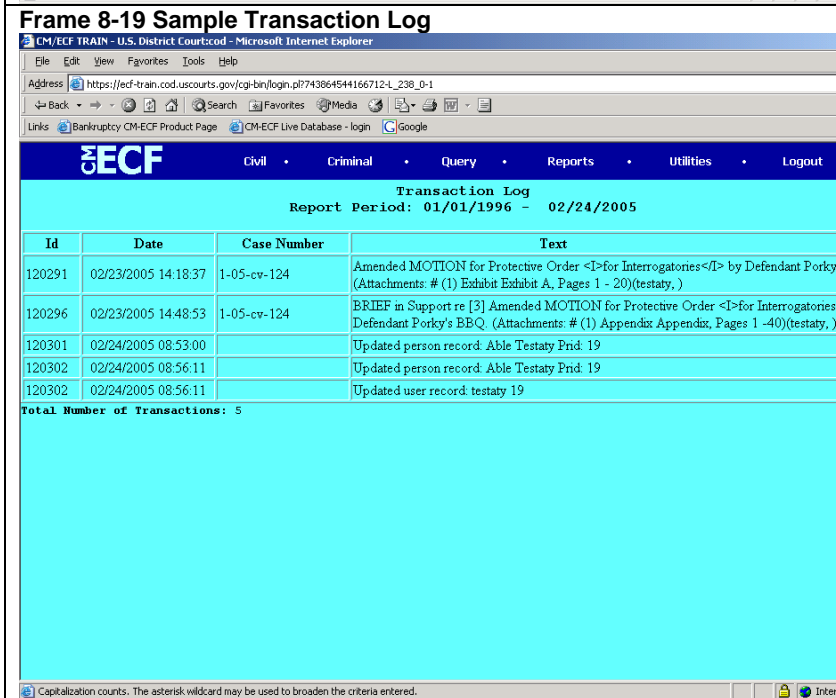 Frame 8-19 Sample Transaction Log
CM/ECF TRAIN - U.S. District Court:cod - Microsoft Internet Explorer
File Edit View Favorites Tools Help
Address https://ecf-train.cod.uscourts.gov/cgi-bin/login.pl?743864544166712-L_238_0-1
Back Search Favorites Media
Links Bankruptcy CM-ECF Product Page CM-ECF Live Database - login Google
CM ECF Civil • Criminal • Query • Reports • Utilities • Logout
Transaction Log
Report Period: 01/01/1996 - 02/24/2005
Id Date Case Number Text
120291 02/23/2005 14:18:37 1-05-cv-124 Amended MOTION for Protective Order <I>for Interrogatories</I> by Defendant Porky
(Attachments: # (1) Exhibit Exhibit A, Pages 1 - 20)(testaty, )
120296 02/23/2005 14:48:53 1-05-cv-124 BRIEF in Support re [3] Amended MOTION for Protective Order <I>for Interrogatories
Defendant Porky's BBQ. (Attachments: # (1) Appendix Appendix, Pages 1 -40)(testaty, )
120301 02/24/2005 08:53:00 Updated person record: Able Testaty Prid: 19
120302 02/24/2005 08:56:11 Updated person record: Able Testaty Prid: 19
120302 02/24/2005 08:56:11 Updated user record: testaty 19
Total Number of Transactions: 5
Capitalization counts. The asterisk wildcard may be used to broaden the criteria entered. Inter